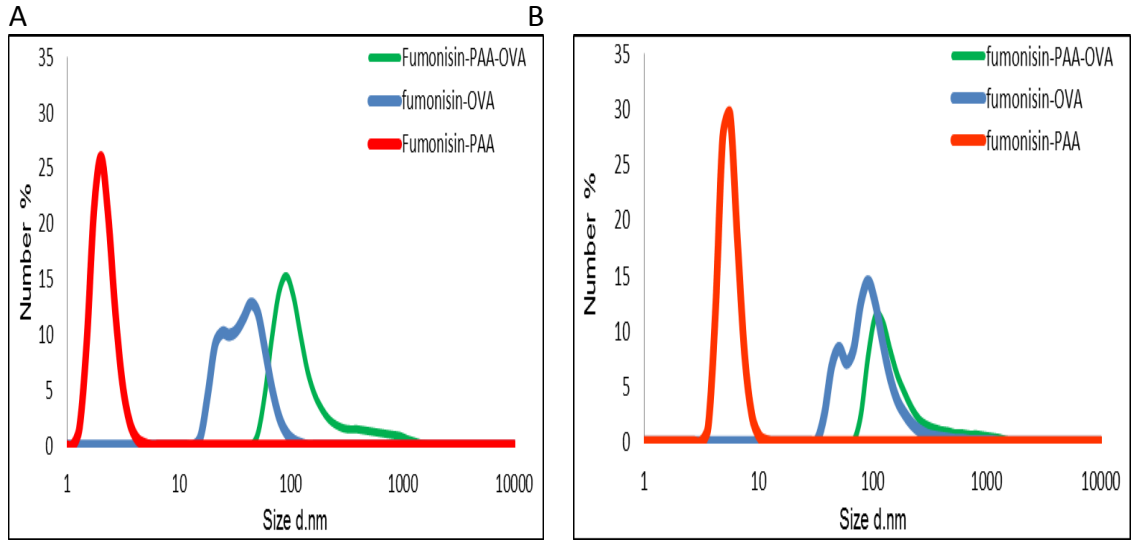 A
B
35
30
25
20
15
10
5
0
Number %
1
10
100
1000
10000
Size d.nm
Fumonisin-PAA-OVA
fumonisin-OVA
Fumonisin-PAA
35
30
25
20
15
10
5
0
Number %
1
10
100
1000
10000
Size d.nm
fumonisin-PAA-OVA
fumonisin-OVA
fumonisin-PAA